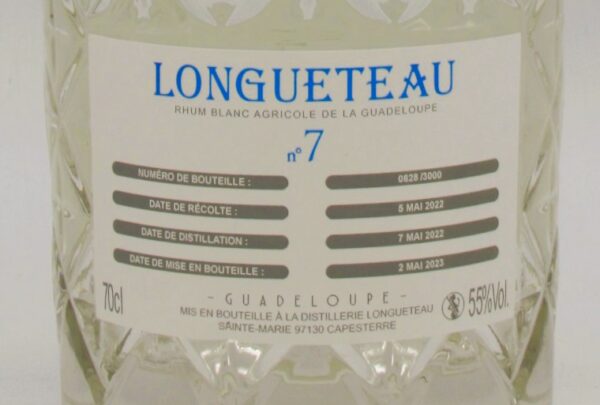 LONGUETEAU
RHUM BLANC AGRICOLE DE LA GUADELOUPE
n° 7
NUMÉRO DE BOUTEILLE : 0628 /3000
DATE DE RÉCOLTE : 5 MAI 2022
DATE DE DISTILLATION : 7 MAI 2022
DATE DE MISE EN BOUTEILLE : 2 MAI 2023
- GUADELOUPE -
70cl
MIS EN BOUTEILLE À LA DISTILLERIE LONGUETEAU
SAINTE-MARIE 97130 CAPESTERRE
55%Vol.